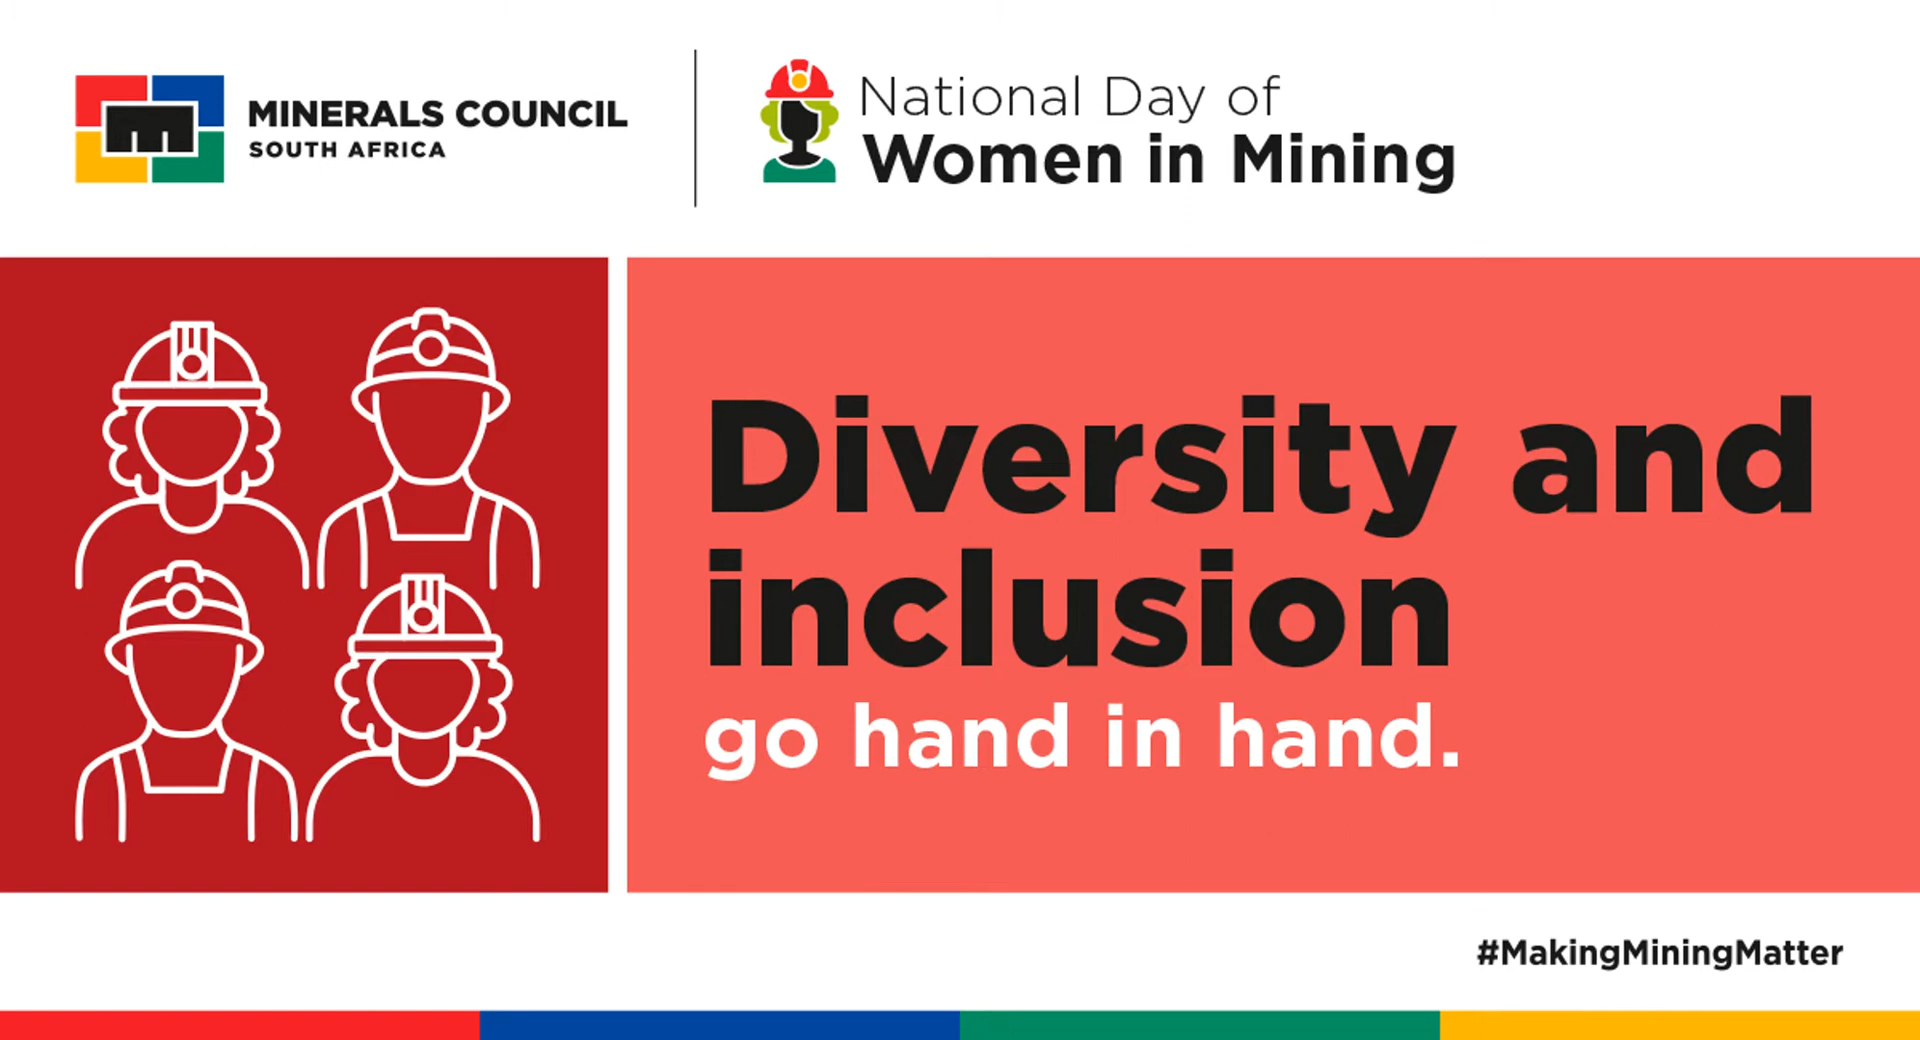 MINERALS COUNCIL
SOUTH AFRICA
National Day of
Women in Mining
Diversity and
inclusion
go hand in hand.
#MakingMiningMatter